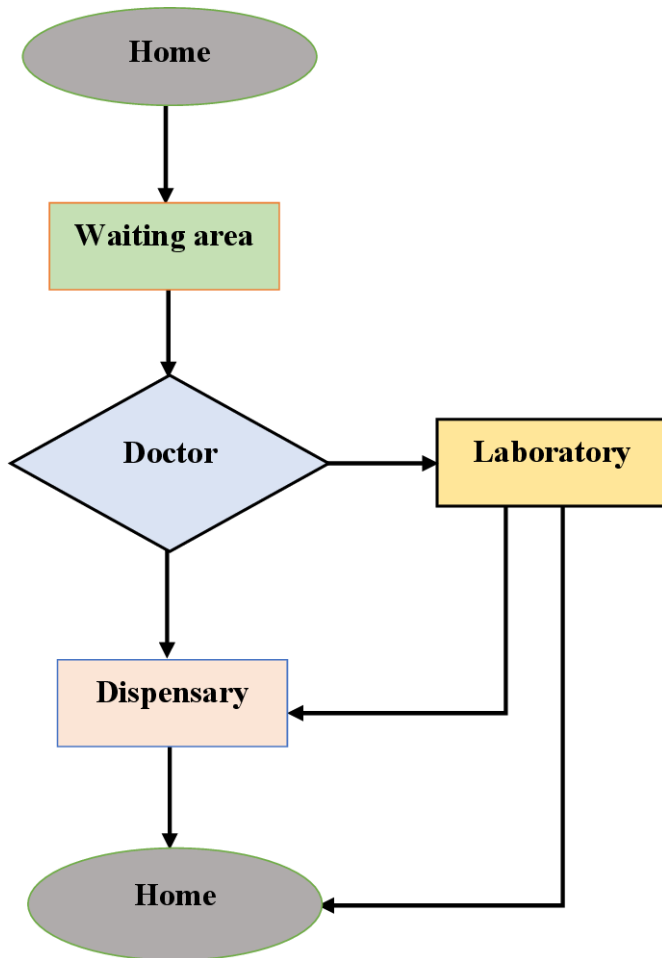 Home
Waiting area
Doctor
Laboratory
Dispensary
Home